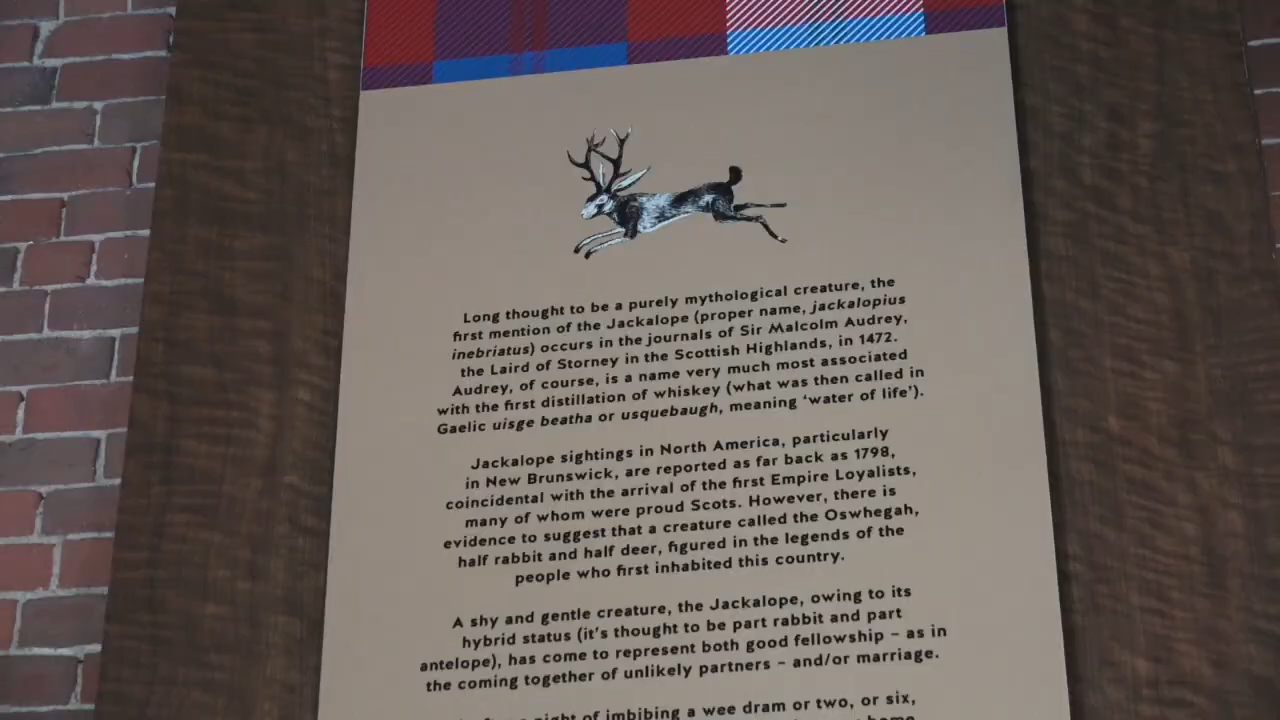 Long thought to be a purely mythological creature, the
first mention of the Jackalope (proper name, jackalopius
inebriatus) occurs in the journals of Sir Malcolm Audrey,
the Laird of Storney in the Scottish Highlands, in 1472.
Audrey, of course, is a name very much most associated
with the first distillation of whiskey (what was then called in
Gaelic uisge beatha or usquebaugh, meaning ‘water of life’).
Jackalope sightings in North America, particularly
in New Brunswick, are reported as far back as 1798,
coincidental with the arrival of the first Empire Loyalists,
many of whom were proud Scots. However, there is
evidence to suggest that a creature called the Oswhegah,
half rabbit and half deer, figured in the legends of the
people who first inhabited this country.
A shy and gentle creature, the Jackalope, owing to its
hybrid status (it's thought to be part rabbit and part
antelope), has come to represent both good fellowship – as in
the coming together of unlikely partners – and/or marriage.
night of imbibing a wee dram or two, or six,